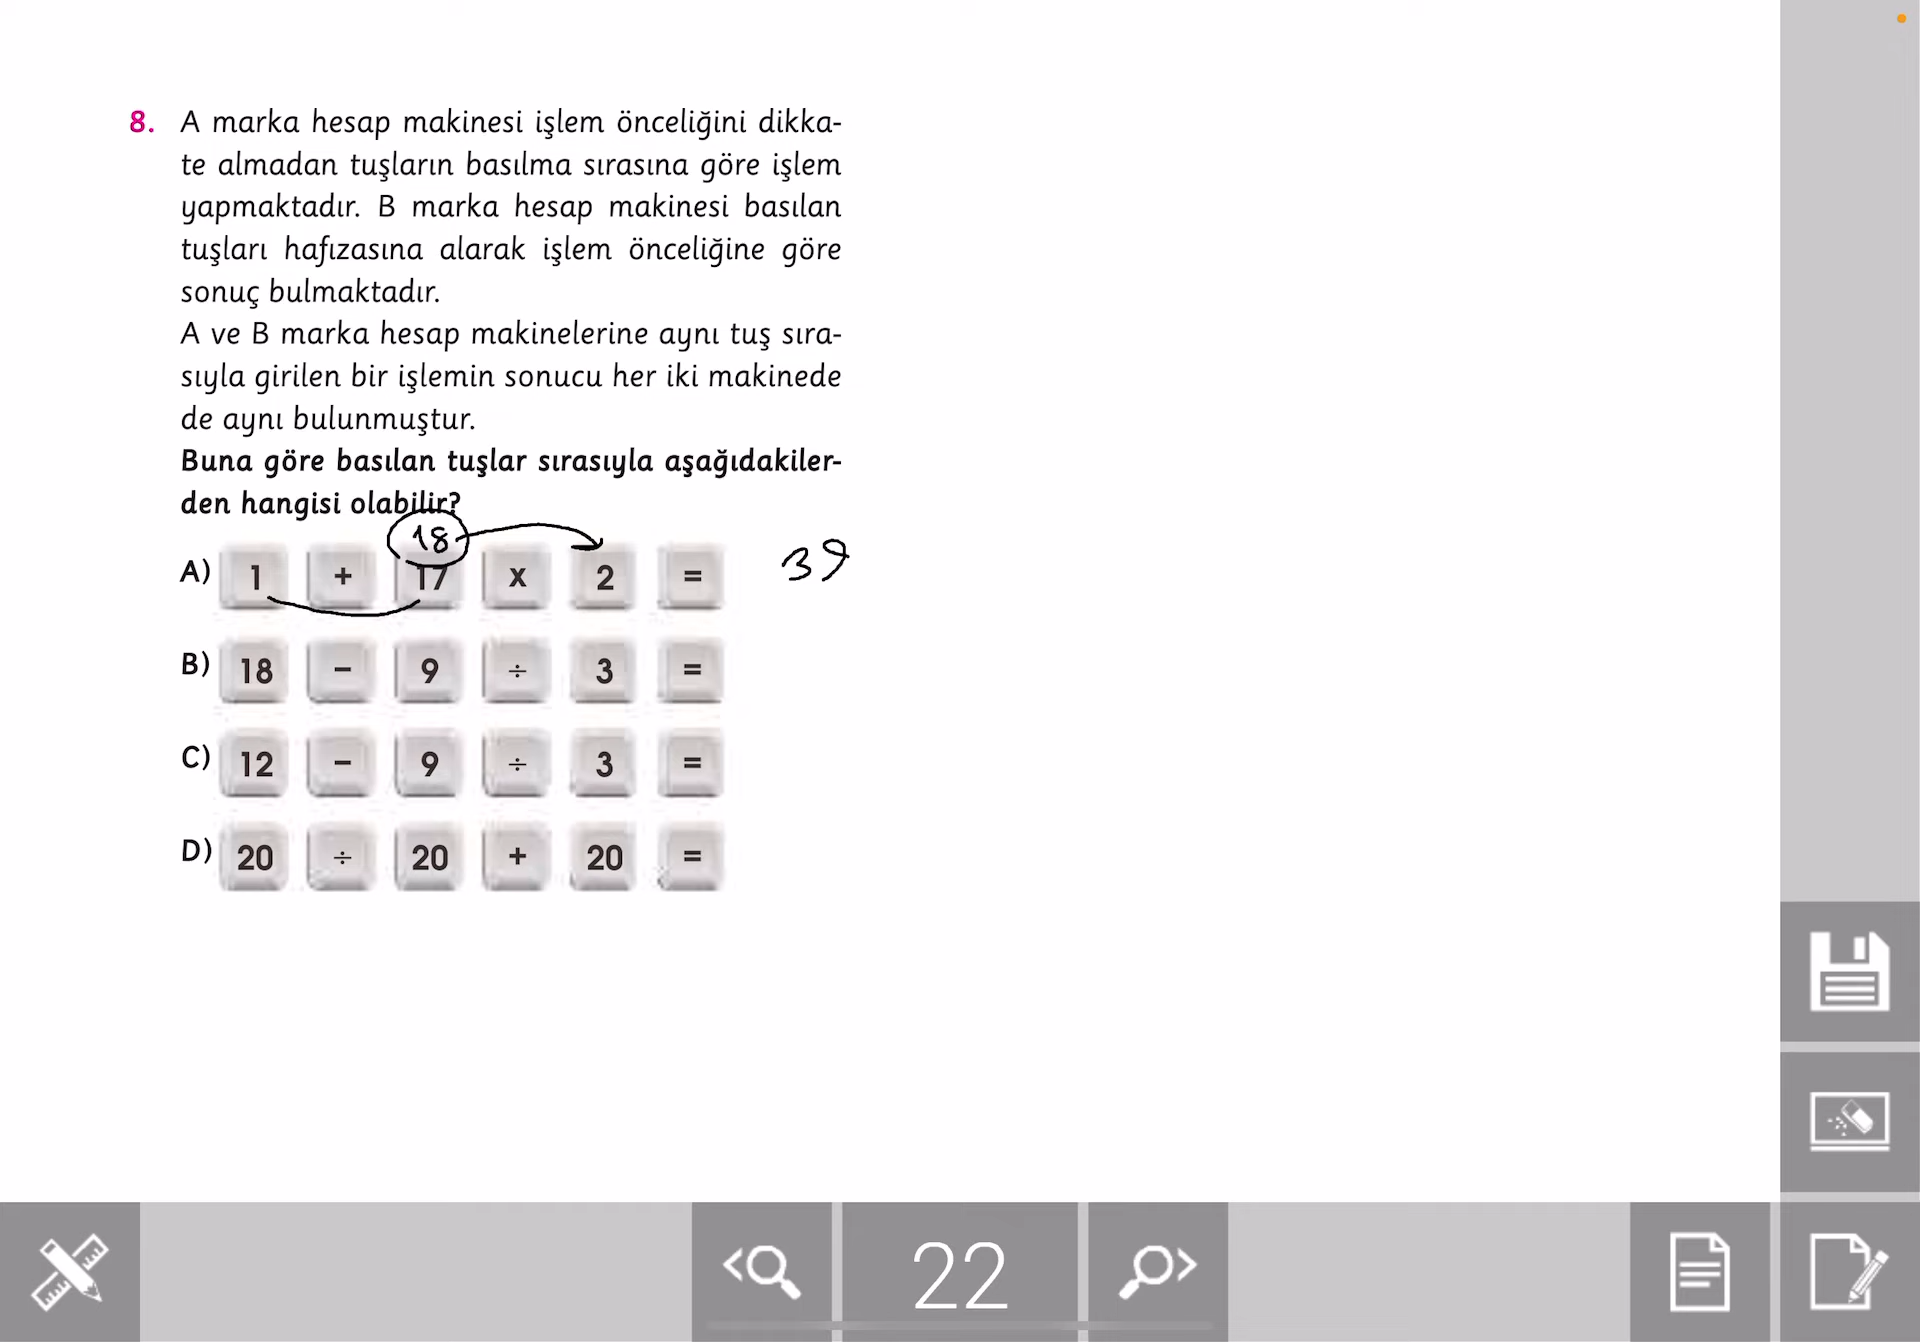 8. A marka hesap makinesi işlem önceliğini dikka-
te almadan tuşların basılma sırasına göre işlem
yapmaktadır. B marka hesap makinesi basılan
tuşları hafızasına alarak işlem önceliğine göre
sonuç bulmaktadır.
A ve B marka hesap makinelerine aynı tuş sıra-
sıyla girilen bir işlemin sonucu her iki makinede
de aynı bulunmuştur.
Buna göre basılan tuşlar sırasıyla aşağıdakiler-
den hangisi olabilir?
18
A) 1 + 17 x 2 = 39
B) 18 - 9 ÷ 3 =
C) 12 - 9 ÷ 3 =
D) 20 ÷ 20 + 20 =
22